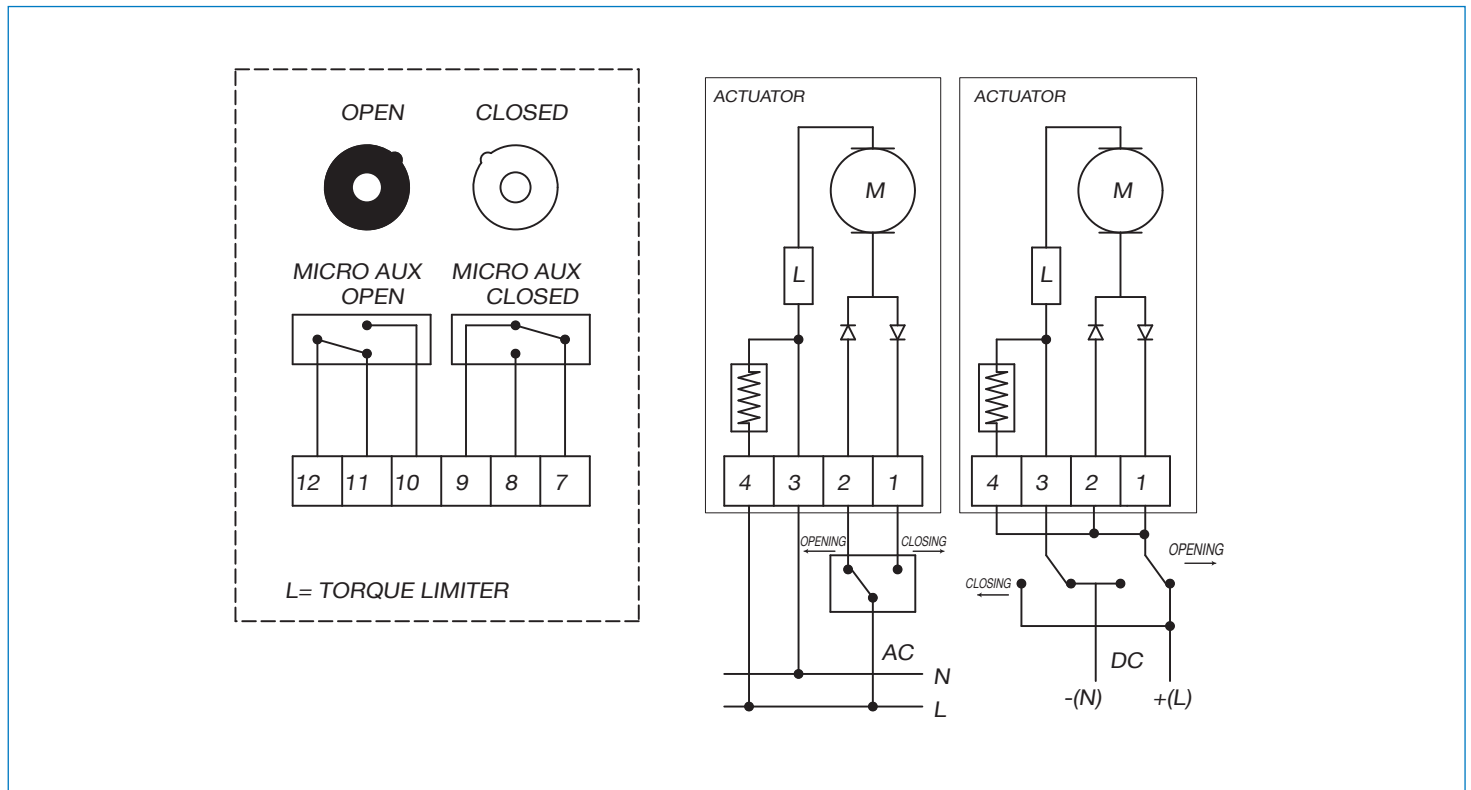 OPEN CLOSED
MICRO AUX OPEN
MICRO AUX CLOSED
12 11 10 9 8 7
L= TORQUE LIMITER
ACTUATOR
M
L
4 3 2 1
OPENING CLOSING
AC
N
L
ACTUATOR
M
L
4 3 2 1
OPENING
CLOSING
DC
-(N) +(L)